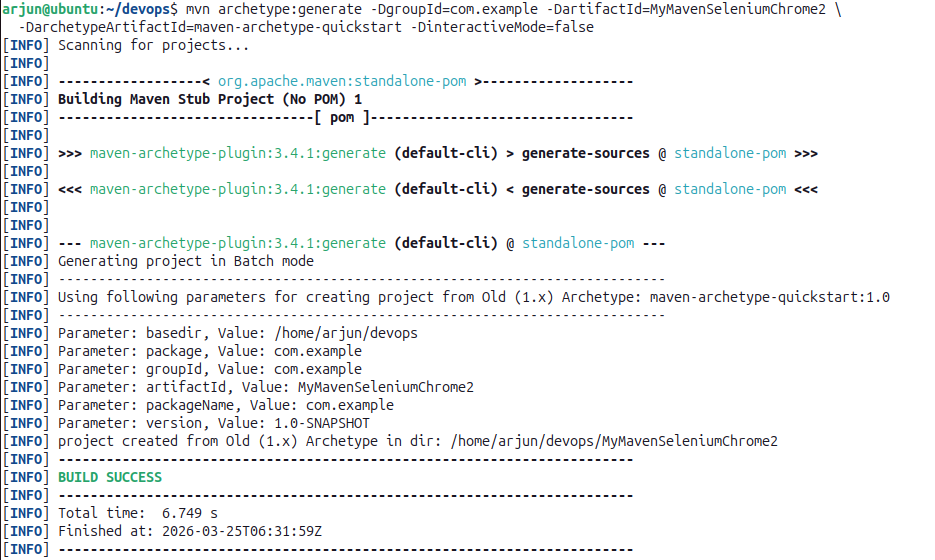 arjun@ubuntu:~/devops$ mvn archetype:generate -DgroupId=com.example -DartifactId=MyMavenSeleniumChrome2 \
  -DarchetypeArtifactId=maven-archetype-quickstart -DinteractiveMode=false
[INFO] Scanning for projects...
[INFO]
[INFO] ------------------< org.apache.maven:standalone-pom >-------------------
[INFO] Building Maven Stub Project (No POM) 1
[INFO] --------------------------------[ pom ]---------------------------------
[INFO]
[INFO] >>> maven-archetype-plugin:3.4.1:generate (default-cli) > generate-sources @ standalone-pom >>>
[INFO]
[INFO] <<< maven-archetype-plugin:3.4.1:generate (default-cli) < generate-sources @ standalone-pom <<<
[INFO]
[INFO]
[INFO] --- maven-archetype-plugin:3.4.1:generate (default-cli) @ standalone-pom ---
[INFO] Generating project in Batch mode
[INFO] ----------------------------------------------------------------------------
[INFO] Using following parameters for creating project from Old (1.x) Archetype: maven-archetype-quickstart:1.0
[INFO] ----------------------------------------------------------------------------
[INFO] Parameter: basedir, Value: /home/arjun/devops
[INFO] Parameter: package, Value: com.example
[INFO] Parameter: groupId, Value: com.example
[INFO] Parameter: artifactId, Value: MyMavenSeleniumChrome2
[INFO] Parameter: packageName, Value: com.example
[INFO] Parameter: version, Value: 1.0-SNAPSHOT
[INFO] project created from Old (1.x) Archetype in dir: /home/arjun/devops/MyMavenSeleniumChrome2
[INFO] ------------------------------------------------------------------------
[INFO] BUILD SUCCESS
[INFO] ------------------------------------------------------------------------
[INFO] Total time:  6.749 s
[INFO] Finished at: 2026-03-25T06:31:59Z
[INFO] ------------------------------------------------------------------------